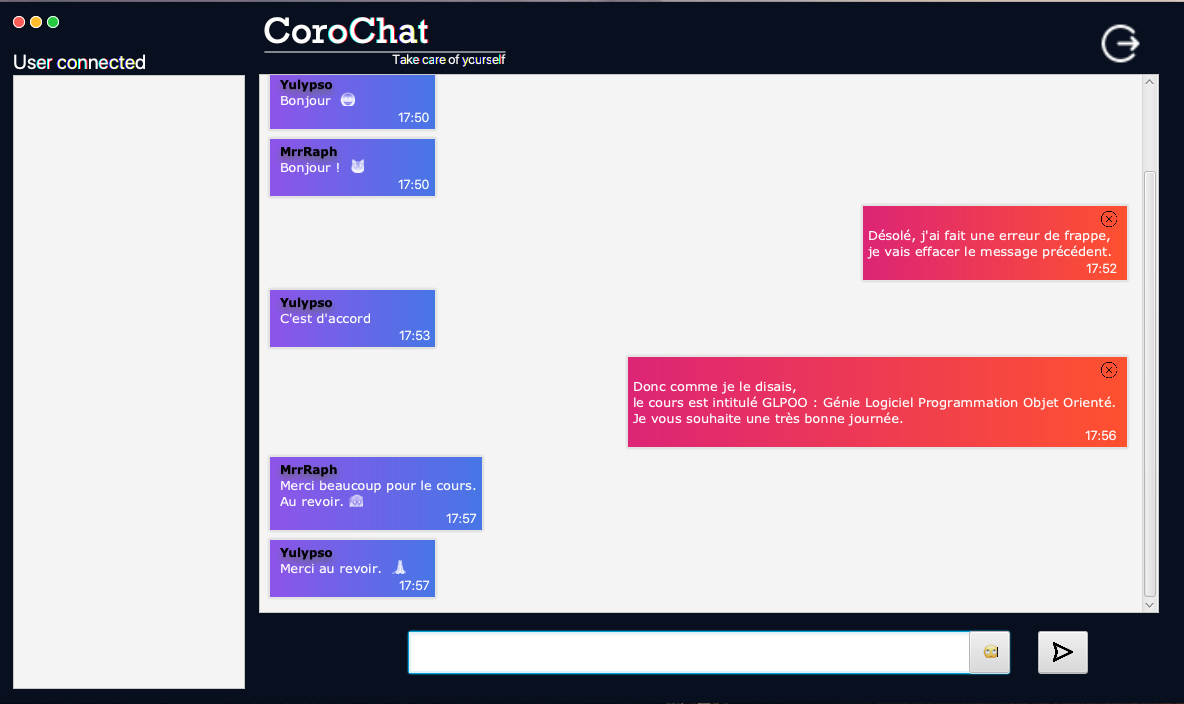 CoroChat
Take care of yourself
User connected
Yulypso
Bonjour
17:50
MrrRaph
Bonjour !
17:50
Désolé, j'ai fait une erreur de frappe,
je vais effacer le message précédent.
17:52
Yulypso
C'est d'accord
17:53
Donc comme je le disais,
le cours est intitulé GLPOO : Génie Logiciel Programmation Objet Orienté.
Je vous souhaite une très bonne journée.
17:56
MrrRaph
Merci beaucoup pour le cours.
Au revoir.
17:57
Yulypso
Merci au revoir.
17:57